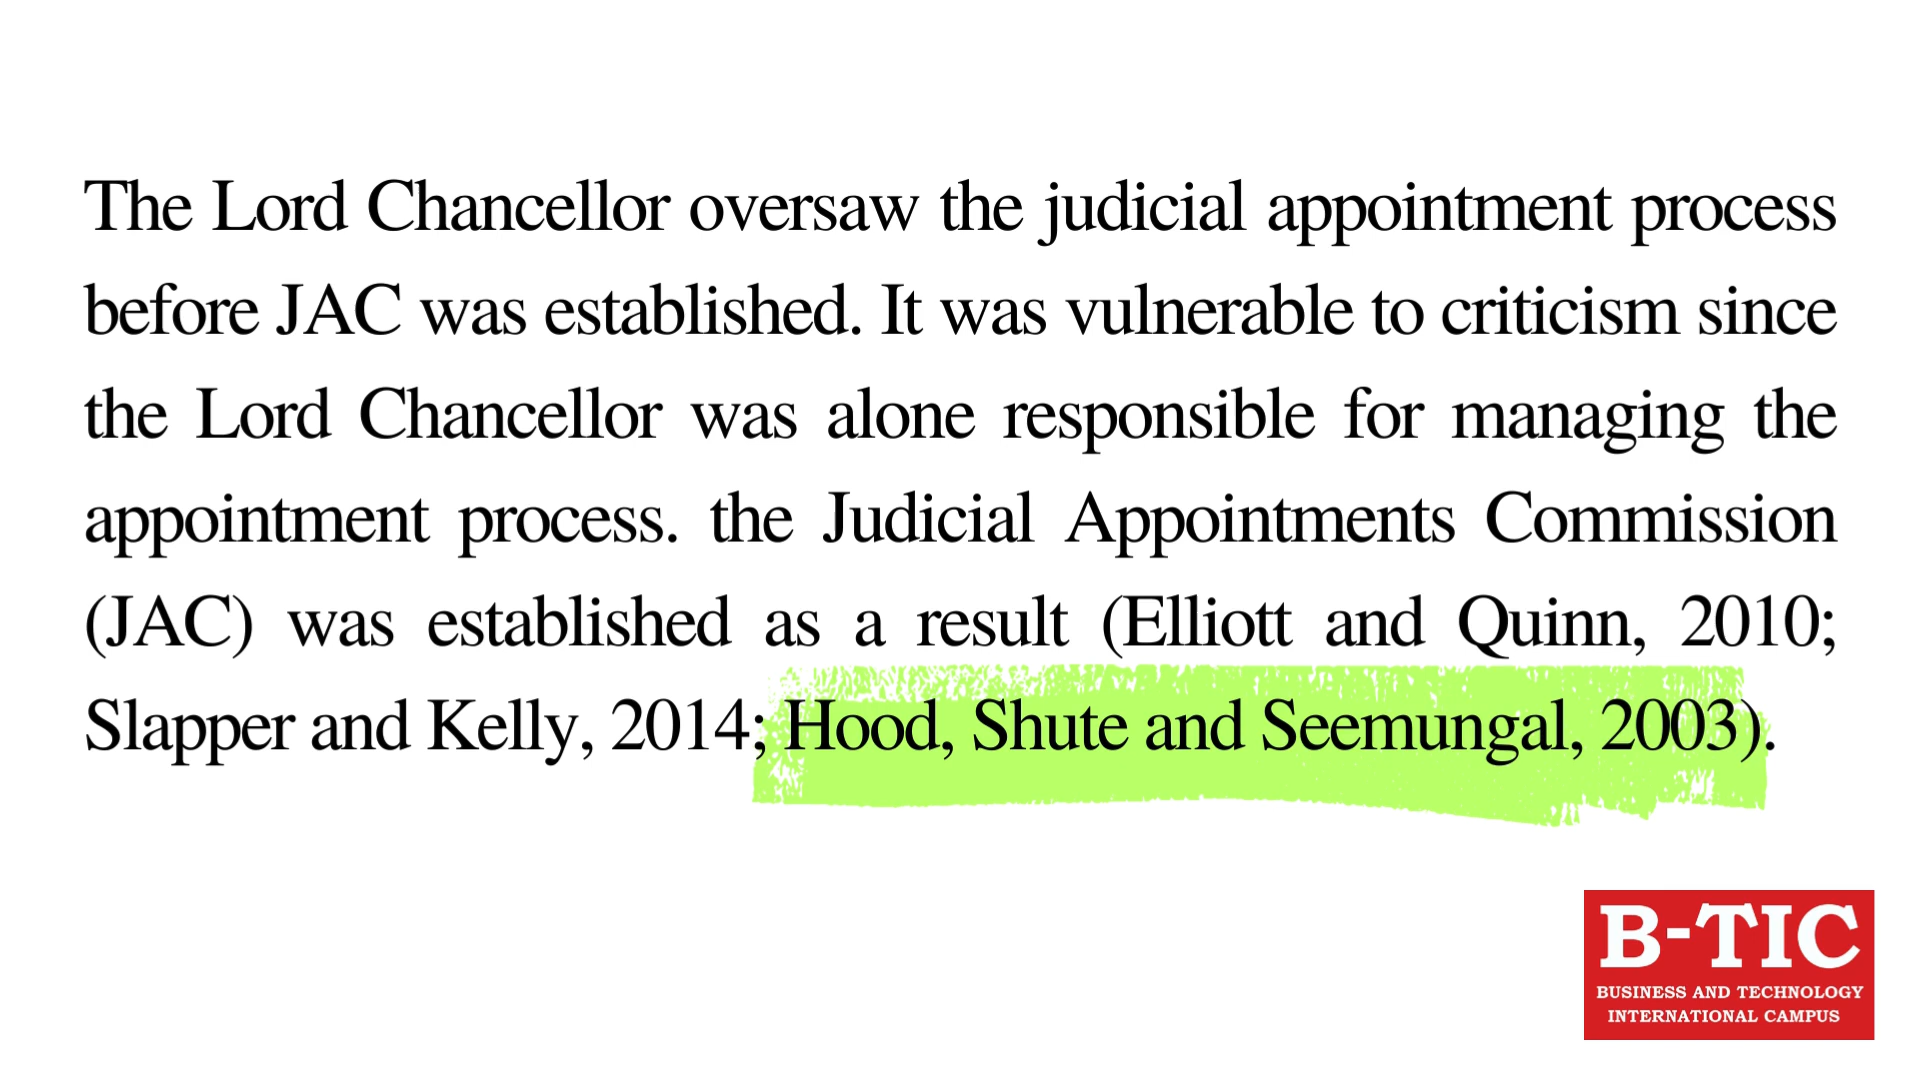 The Lord Chancellor oversaw the judicial appointment process
before JAC was established. It was vulnerable to criticism since
the Lord Chancellor was alone responsible for managing the
appointment process. the Judicial Appointments Commission
(JAC) was established as a result (Elliott and Quinn, 2010;
Slapper and Kelly, 2014; Hood, Shute and Seemungal, 2003).
B-TIC
BUSINESS AND TECHNOLOGY
INTERNATIONAL CAMPUS